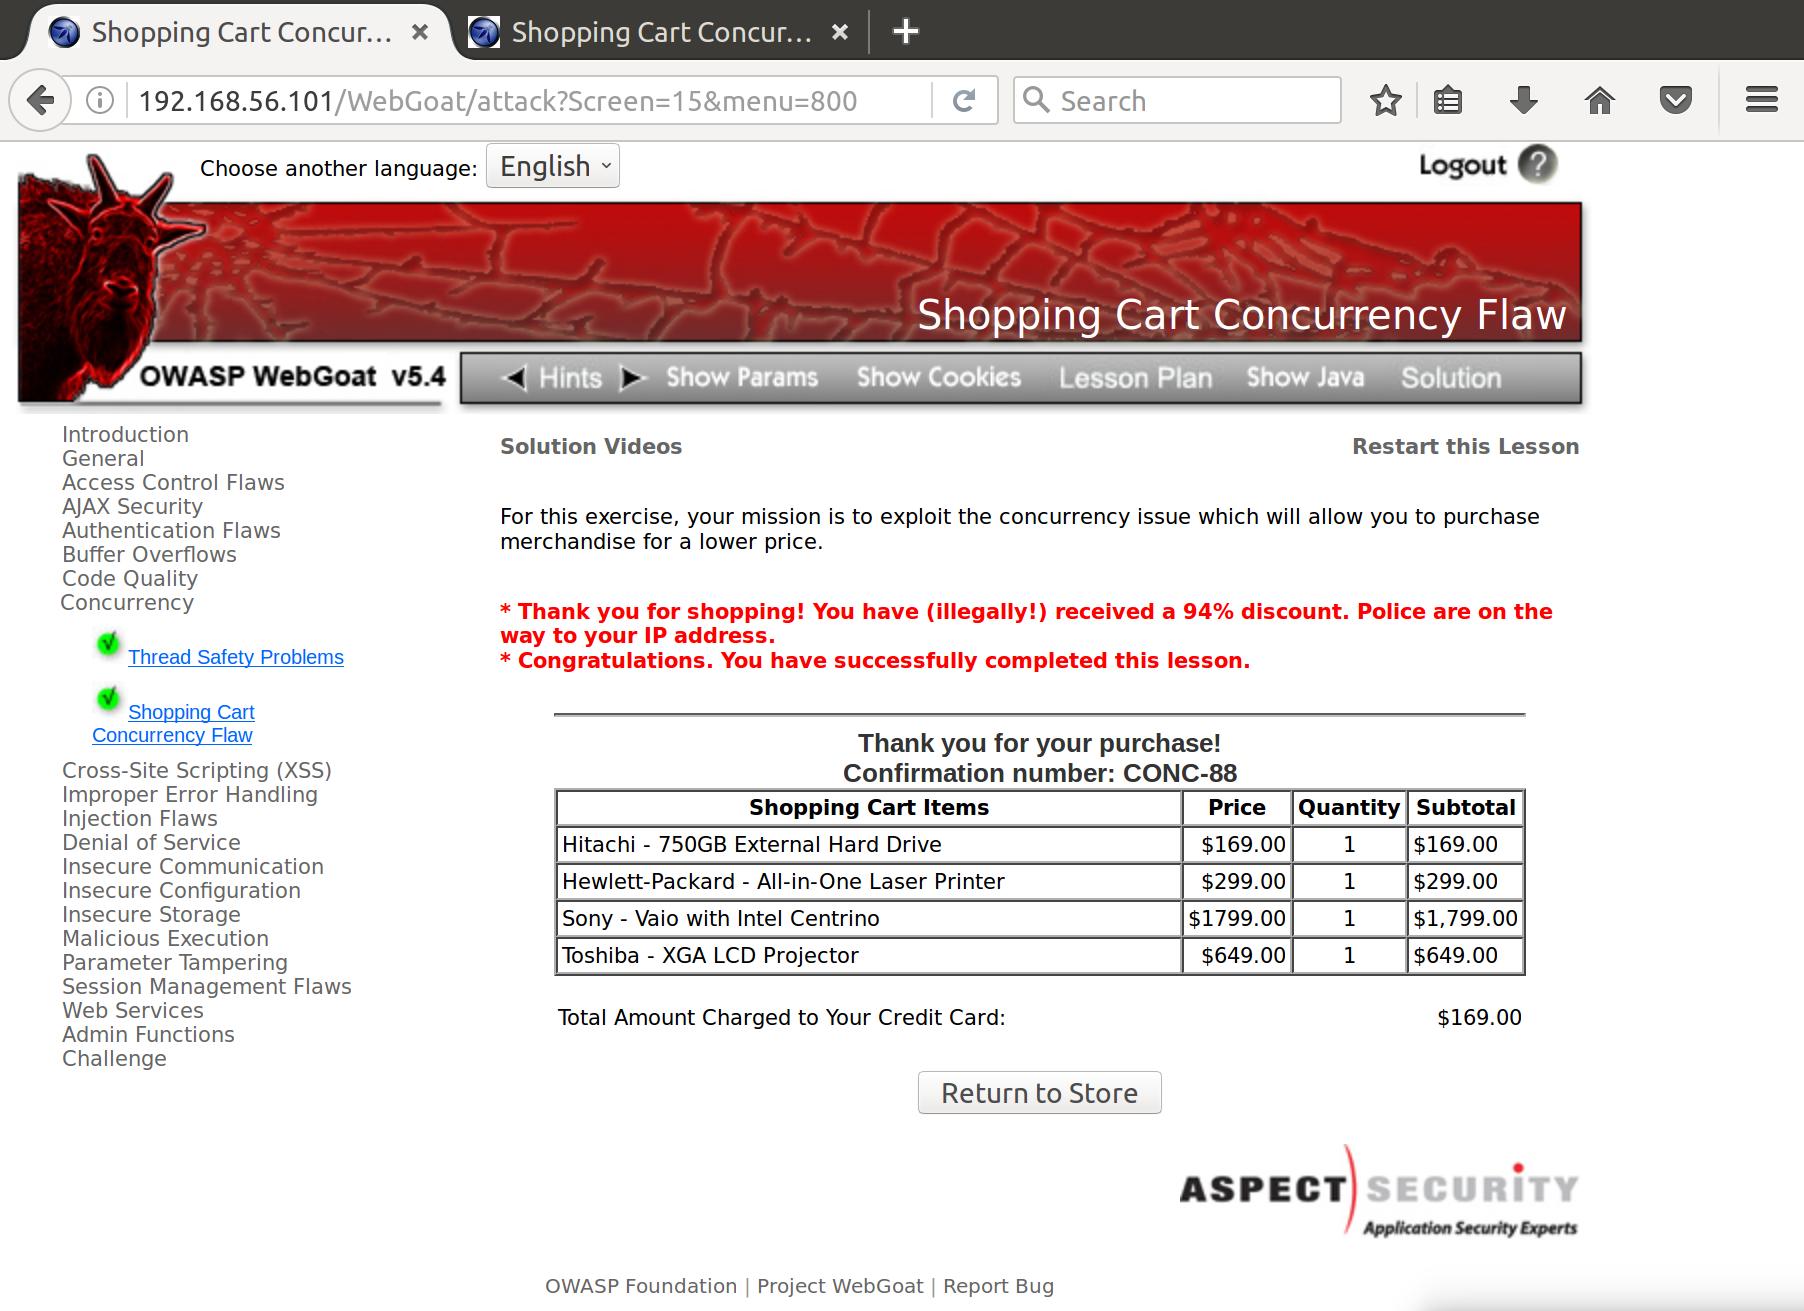 Shopping Cart Concur...
Shopping Cart Concur...
192.168.56.101/WebGoat/attack?Screen=15&menu=800
Search
Choose another language: English
Logout ?
Shopping Cart Concurrency Flaw
OWASP WebGoat v5.4
Hints Show Params Show Cookies Lesson Plan Show Java Solution
Introduction
General
Access Control Flaws
AJAX Security
Authentication Flaws
Buffer Overflows
Code Quality
Concurrency
Thread Safety Problems
Shopping Cart
Concurrency Flaw
Cross-Site Scripting (XSS)
Improper Error Handling
Injection Flaws
Denial of Service
Insecure Communication
Insecure Configuration
Insecure Storage
Malicious Execution
Parameter Tampering
Session Management Flaws
Web Services
Admin Functions
Challenge
Solution Videos Restart this Lesson
For this exercise, your mission is to exploit the concurrency issue which will allow you to purchase
merchandise for a lower price.
* Thank you for shopping! You have (illegally!) received a 94% discount. Police are on the
way to your IP address.
* Congratulations. You have successfully completed this lesson.
Thank you for your purchase!
Confirmation number: CONC-88
Shopping Cart Items Price Quantity Subtotal
Hitachi - 750GB External Hard Drive $169.00 1 $169.00
Hewlett-Packard - All-in-One Laser Printer $299.00 1 $299.00
Sony - Vaio with Intel Centrino $1799.00 1 $1,799.00
Toshiba - XGA LCD Projector $649.00 1 $649.00
Total Amount Charged to Your Credit Card: $169.00
Return to Store
ASPECT SECURITY
Application Security Experts
OWASP Foundation | Project WebGoat | Report Bug